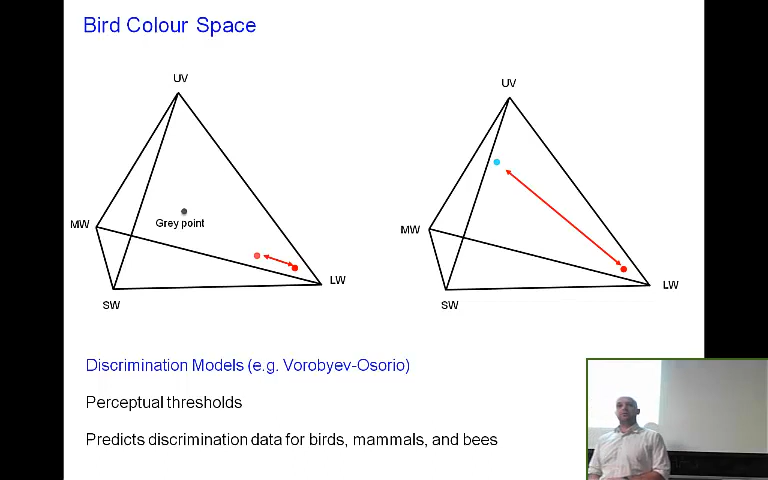 Bird Colour Space
UV
MW
Grey point
LW
SW
UV
MW
LW
SW
Discrimination Models (e.g. Vorobyev-Osorio)
Perceptual thresholds
Predicts discrimination data for birds, mammals, and bees